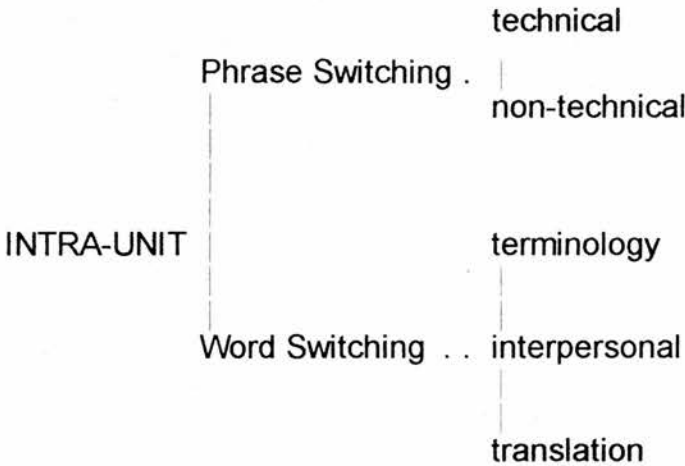 technical
Phrase Switching .
non-technical
INTRA-UNIT
terminology
Word Switching . . interpersonal
translation